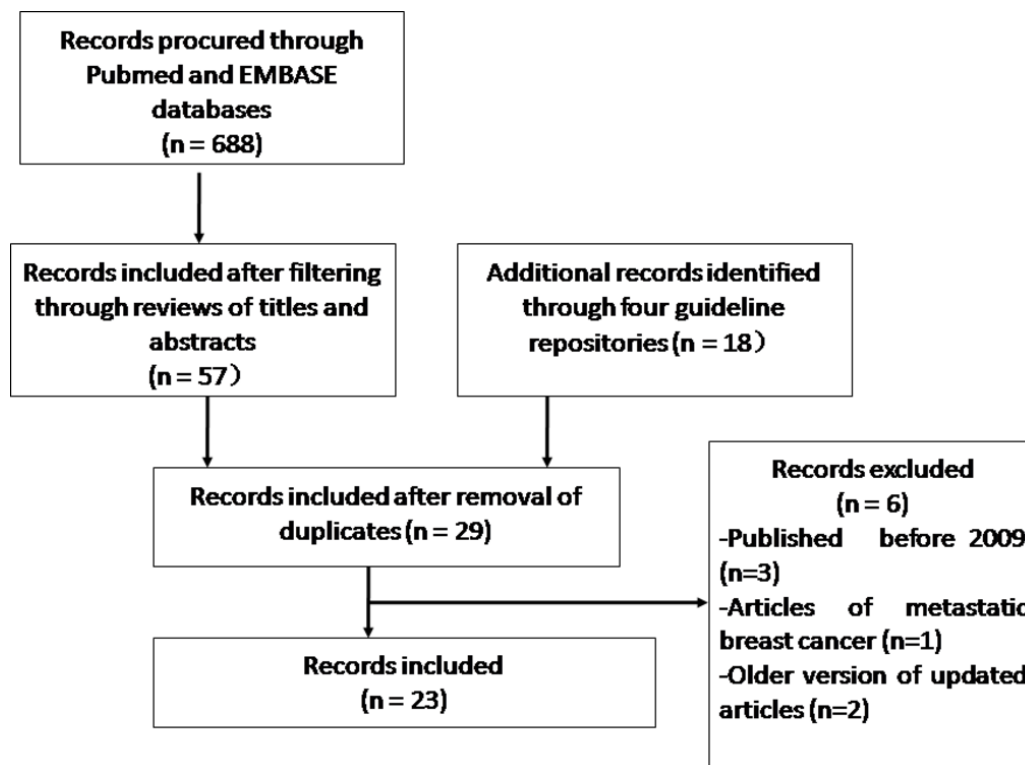 Records procured through
Pubmed and EMBASE
databases
(n = 688)
Records included after filtering
through reviews of titles and
abstracts
(n = 57）
Additional records identified
through four guideline
repositories (n = 18）
Records included after removal of
duplicates (n = 29)
Records excluded
(n = 6)
-Published before 2009
(n=3)
-Articles of metastatic
breast cancer (n=1)
-Older version of updated
articles (n=2)
Records included
(n = 23)